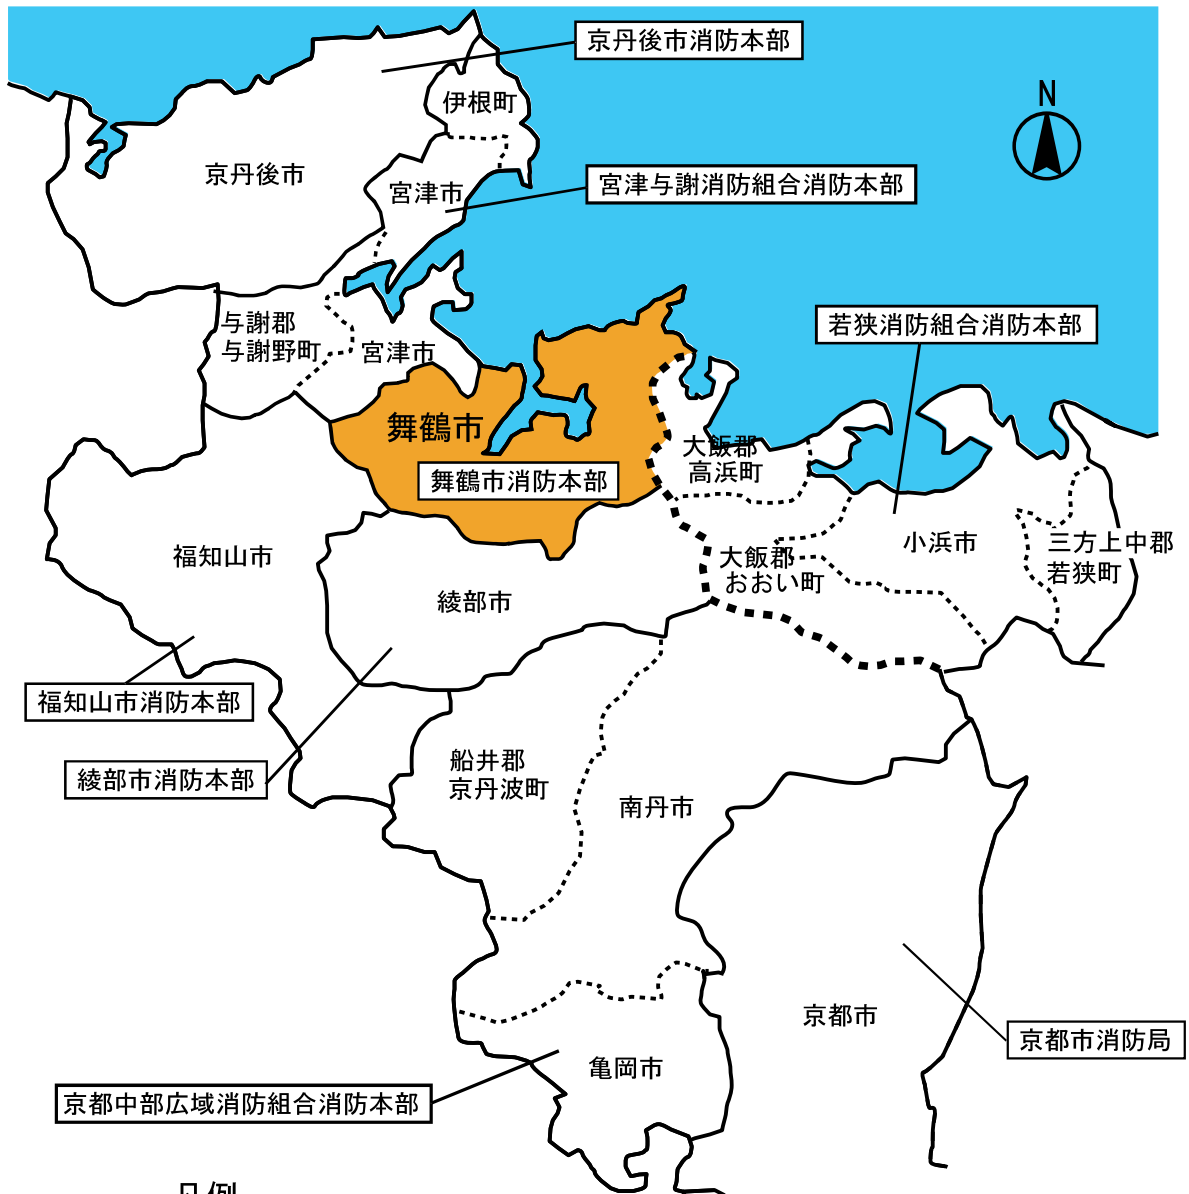 京丹後市消防本部
伊根町
N
京丹後市
宮津市
宮津与謝消防組合消防本部
与謝郡
与謝野町
宮津市
若狭消防組合消防本部
舞鶴市
舞鶴市消防本部
大飯郡
高浜町
福知山市
綾部市
大飯郡
おおい町
小浜市
三方上中郡
若狭町
福知山市消防本部
綾部市消防本部
船井郡
京丹波町
南丹市
京都市
京都市消防局
亀岡市
京都中部広域消防組合消防本部
凡例